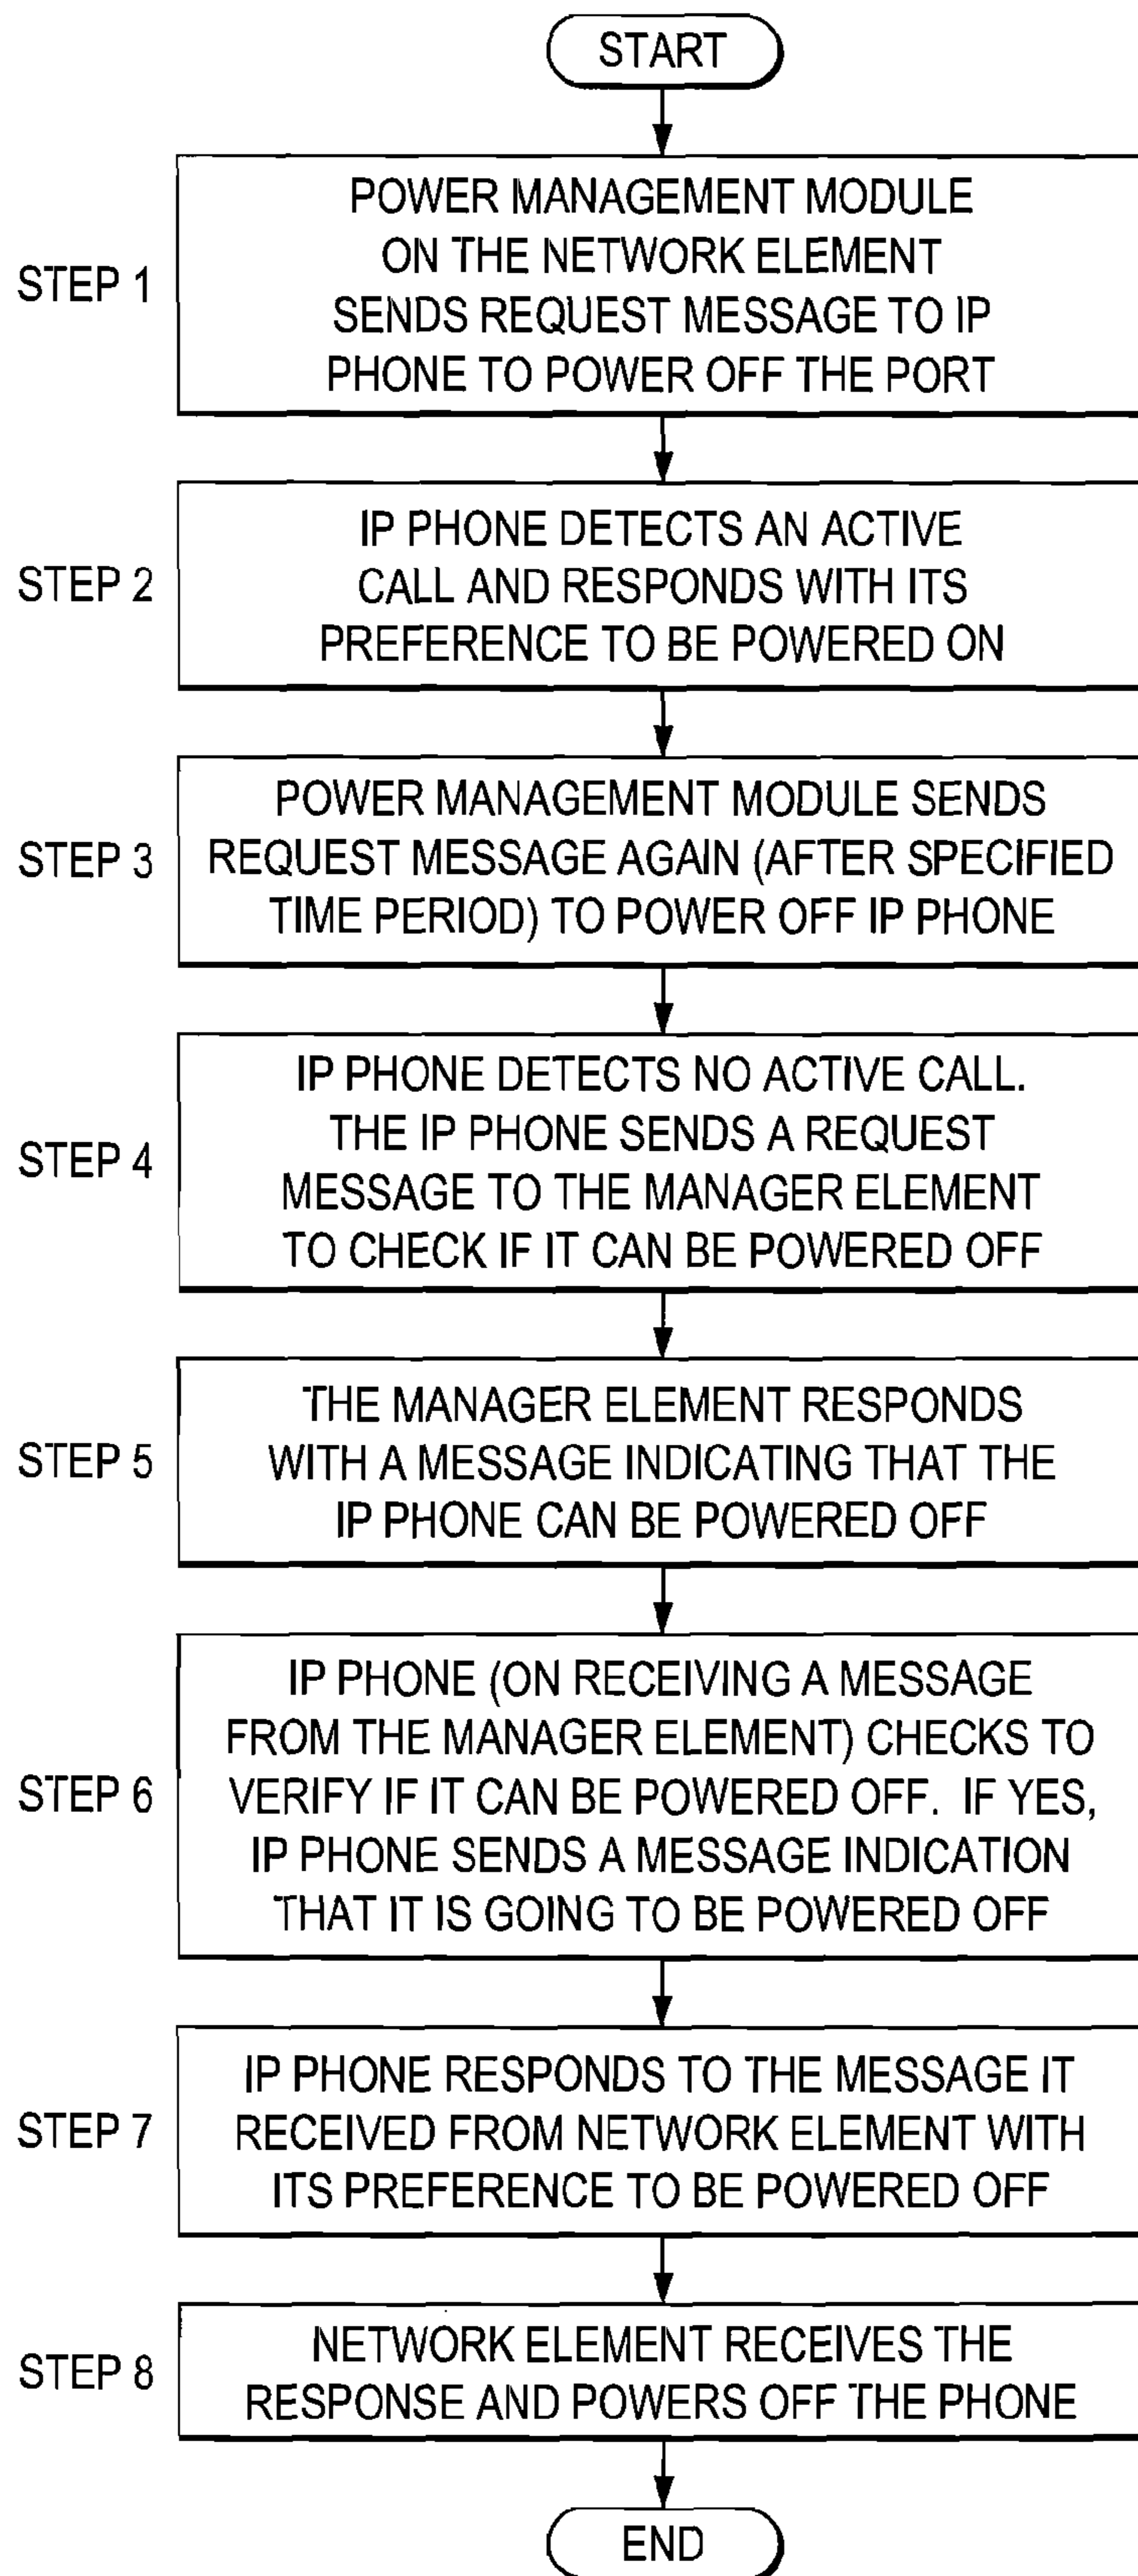 START
STEP 1
POWER MANAGEMENT MODULE
ON THE NETWORK ELEMENT
SENDS REQUEST MESSAGE TO IP
PHONE TO POWER OFF THE PORT
STEP 2
IP PHONE DETECTS AN ACTIVE
CALL AND RESPONDS WITH ITS
PREFERENCE TO BE POWERED ON
STEP 3
POWER MANAGEMENT MODULE SENDS
REQUEST MESSAGE AGAIN (AFTER SPECIFIED
TIME PERIOD) TO POWER OFF IP PHONE
STEP 4
IP PHONE DETECTS NO ACTIVE CALL.
THE IP PHONE SENDS A REQUEST
MESSAGE TO THE MANAGER ELEMENT
TO CHECK IF IT CAN BE POWERED OFF
STEP 5
THE MANAGER ELEMENT RESPONDS
WITH A MESSAGE INDICATING THAT THE
IP PHONE CAN BE POWERED OFF
STEP 6
IP PHONE (ON RECEIVING A MESSAGE
FROM THE MANAGER ELEMENT) CHECKS TO
VERIFY IF IT CAN BE POWERED OFF. IF YES,
IP PHONE SENDS A MESSAGE INDICATION
THAT IT IS GOING TO BE POWERED OFF
STEP 7
IP PHONE RESPONDS TO THE MESSAGE IT
RECEIVED FROM NETWORK ELEMENT WITH
ITS PREFERENCE TO BE POWERED OFF
STEP 8
NETWORK ELEMENT RECEIVES THE
RESPONSE AND POWERS OFF THE PHONE
END